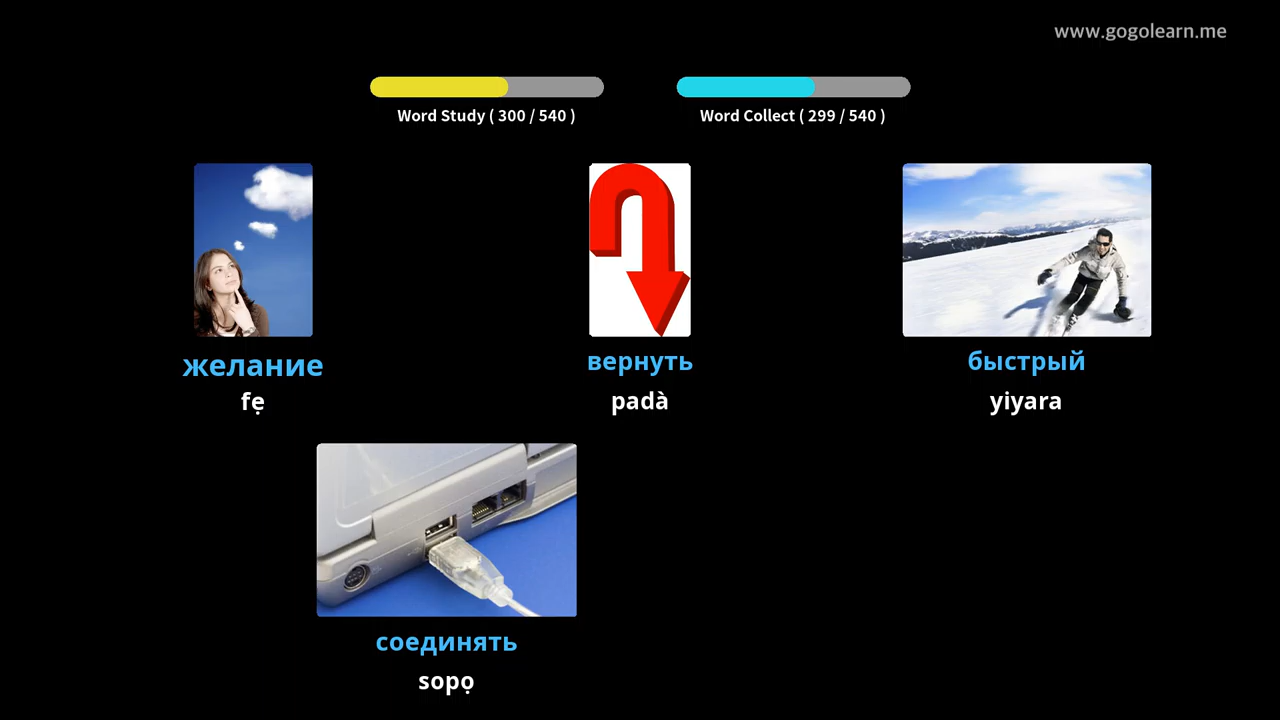 www.gogolearn.me
Word Study ( 300 / 540 )
Word Collect ( 299 / 540 )
желание
fẹ
вернуть
padà
быстрый
yiyara
соединять
sopọ